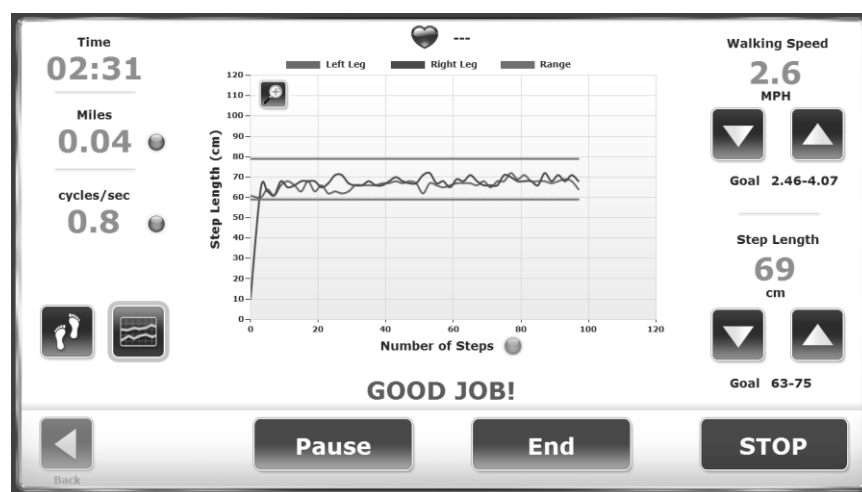 Time
02:31
Miles
0.04
cycles/sec
0.8
---
Left Leg Right Leg Range
Step Length (cm)
120
110
100
90
80
70
60
50
40
30
20
10
0
0 20 40 60 80 100 120
Number of Steps
GOOD JOB!
Walking Speed
2.6
MPH
Goal 2.46-4.07
Step Length
69
cm
Goal 63-75
Back
Pause
End
STOP